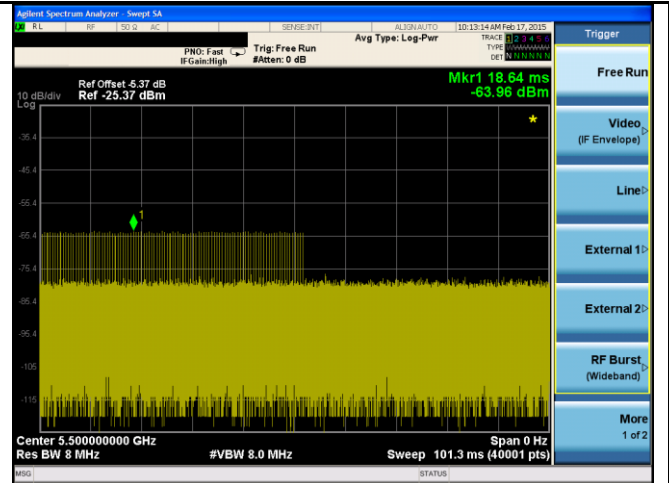 Agilent Spectrum Analyzer - Swept SA
RL RF 50 Ω AC SENSE:INT ALIGN AUTO 10:13:14 AM Feb 17, 2015
Trigger
Avg Type: Log-Pwr
TRACE 1 2 3 4 5 6
PNO: Fast Trig: Free Run
TYPE
IFGain:High #Atten: 0 dB
DET N N N N N N
Free Run
Mkr1 18.64 ms
Ref Offset -5.37 dB
10 dB/div Ref -25.37 dBm -63.96 dBm
Log
Video
(IF Envelope)
-35.4
-45.4
Line
-55.4
1
-65.4
External 1
-75.4
-85.4
External 2
-95.4
-105
RF Burst
(Wideband)
-115
More
1 of 2
Center 5.500000000 GHz Span 0 Hz
Res BW 8 MHz #VBW 8.0 MHz Sweep 101.3 ms (40001 pts)
MSG STATUS